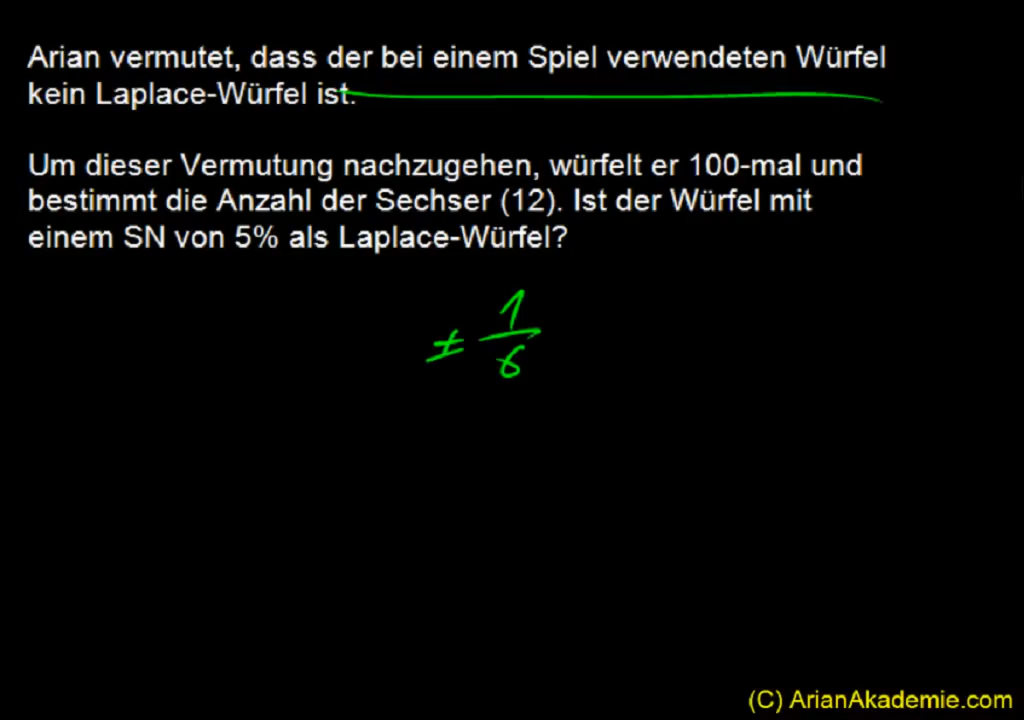 Arian vermutet, dass der bei einem Spiel verwendeten Würfel
kein Laplace-Würfel ist.
Um dieser Vermutung nachzugehen, würfelt er 100-mal und
bestimmt die Anzahl der Sechser (12). Ist der Würfel mit
einem SN von 5% als Laplace-Würfel?
± 1/6
(C) ArianAkademie.com